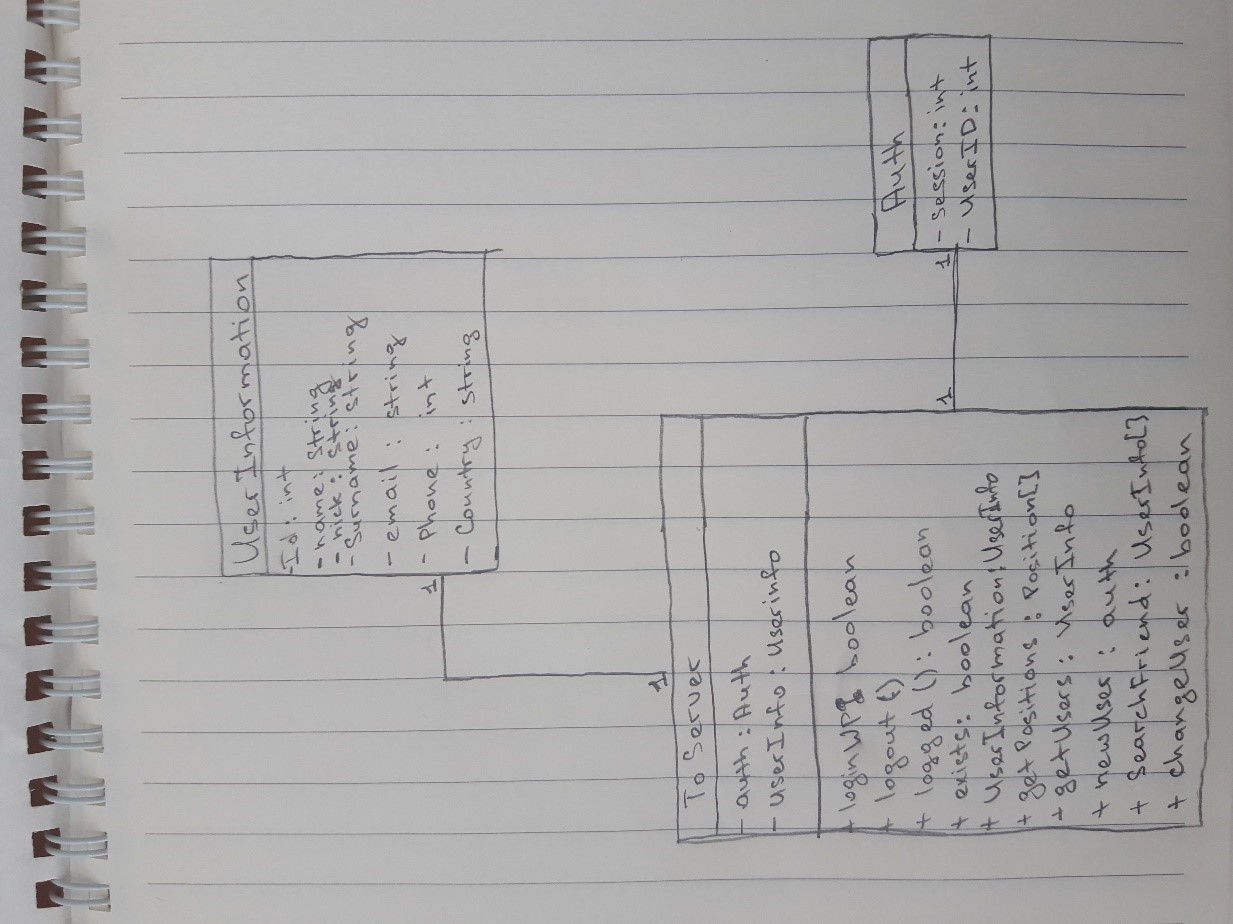 User Information
-Id: int
- name: String
- nick: String
- Surname: String
- email : String
- Phone : int
- Country : string
1
1
To Server
- auth : Auth
- userInfo : Userinfo
+ boolean
+ logout ()
+ logged () : boolean
+ exists : boolean
+ UserInformation : UserInfo
+ getPositions : Position[]
+ getUsers : UserInfo
+ newUser : auth
+ SearchFriend : UserInfo[]
+ changeUser : boolean
1
1
Auth
- Session : int
- UserID : int